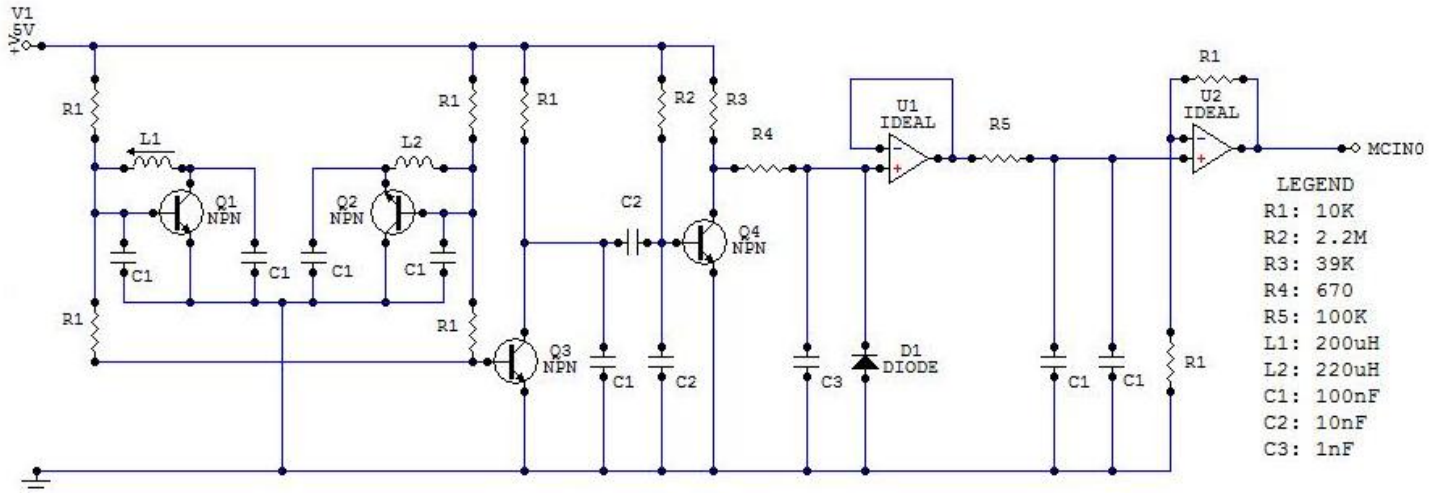 V1
5V
V
+
R1
R1
R1
R2
R3
R1
L1
L2
R4
U1
IDEAL
R5
U2
IDEAL
MCIN0
Q1
NPN
Q2
NPN
C2
Q4
NPN
C1
C1
C1
C1
R1
R1
Q3
NPN
C1
C2
C3
D1
DIODE
C1
C1
R1
-
+
-
+
LEGEND
R1: 10K
R2: 2.2M
R3: 39K
R4: 670
R5: 100K
L1: 200uH
L2: 220uH
C1: 100nF
C2: 10nF
C3: 1nF